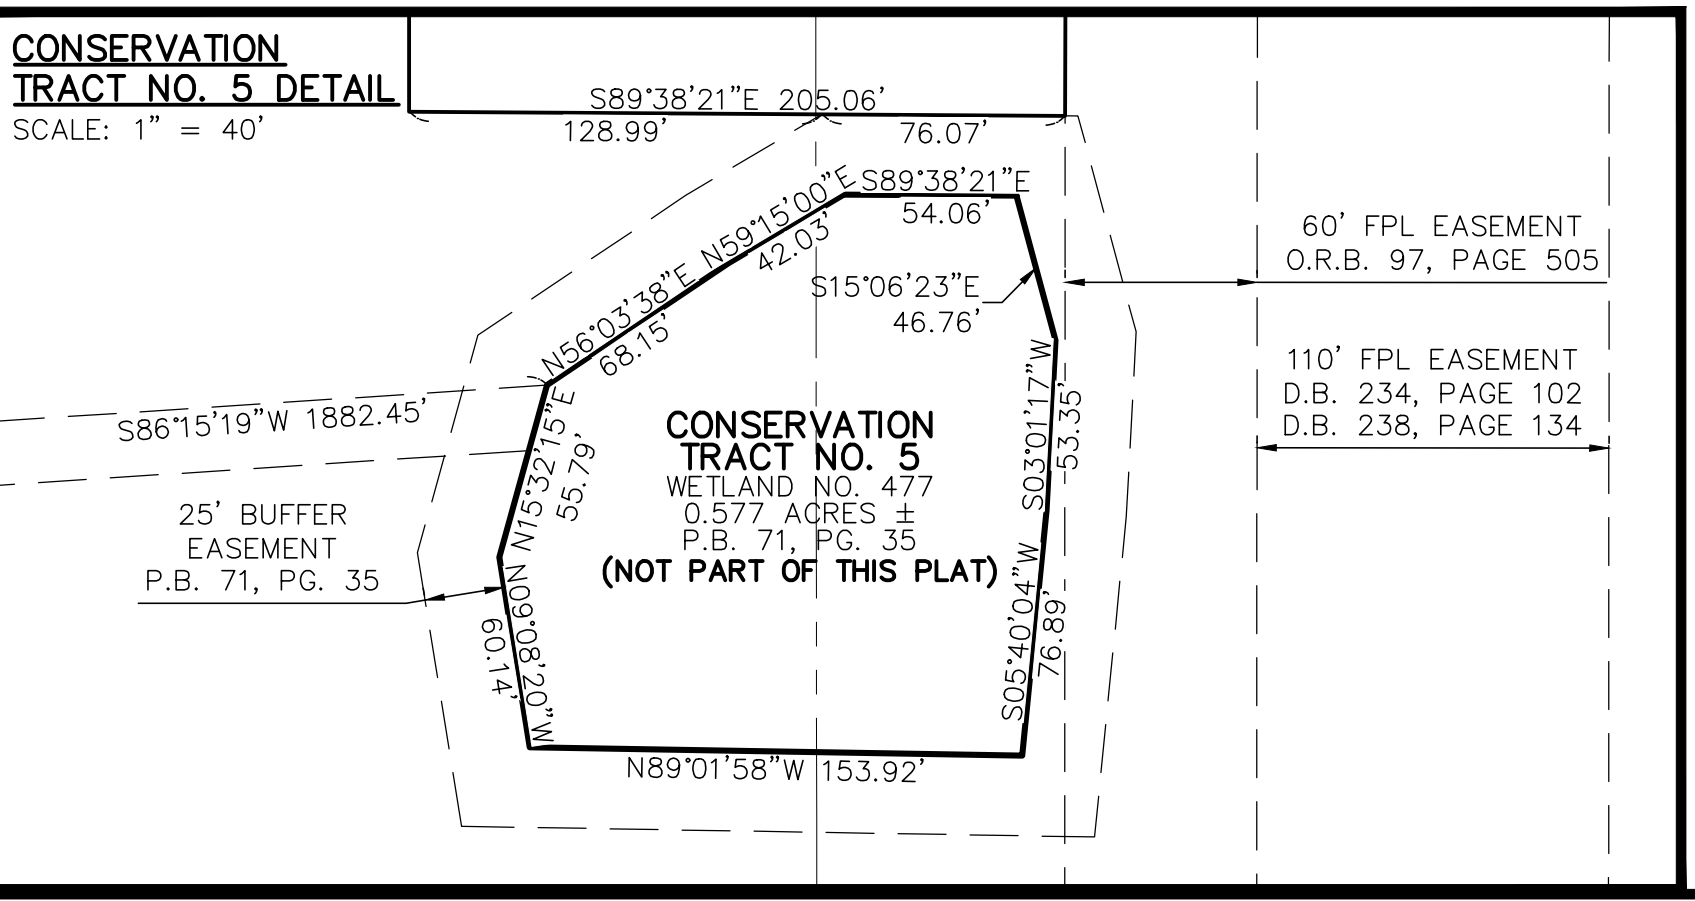 CONSERVATION
TRACT NO. 5 DETAIL
SCALE: 1" = 40'
S89°38'21"E 205.06'
128.99'
76.07'
S89°38'21"E
54.06'
N59°15'00"E
42.03'
N56°03'38"E
68.15'
S15°06'23"E
46.76'
60' FPL EASEMENT
O.R.B. 97, PAGE 505
110' FPL EASEMENT
D.B. 234, PAGE 102
D.B. 238, PAGE 134
S86°15'19"W 1882.45'
N15°32'15"E
55.79'
S03°01'17"W
53.35'
CONSERVATION
TRACT NO. 5
WETLAND NO. 477
0.577 ACRES ±
P.B. 71, PG. 35
(NOT PART OF THIS PLAT)
25' BUFFER
EASEMENT
P.B. 71, PG. 35
N09°08'20"W
60.14'
S05°40'04"W
76.89'
N89°01'58"W 153.92'